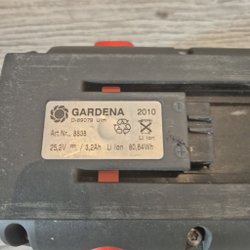 GARDENA 2010
D-89079 Ulm
Li Ion
Art.Nr. 8838
25,2V / 3,2Ah Li Ion 80,64Wh